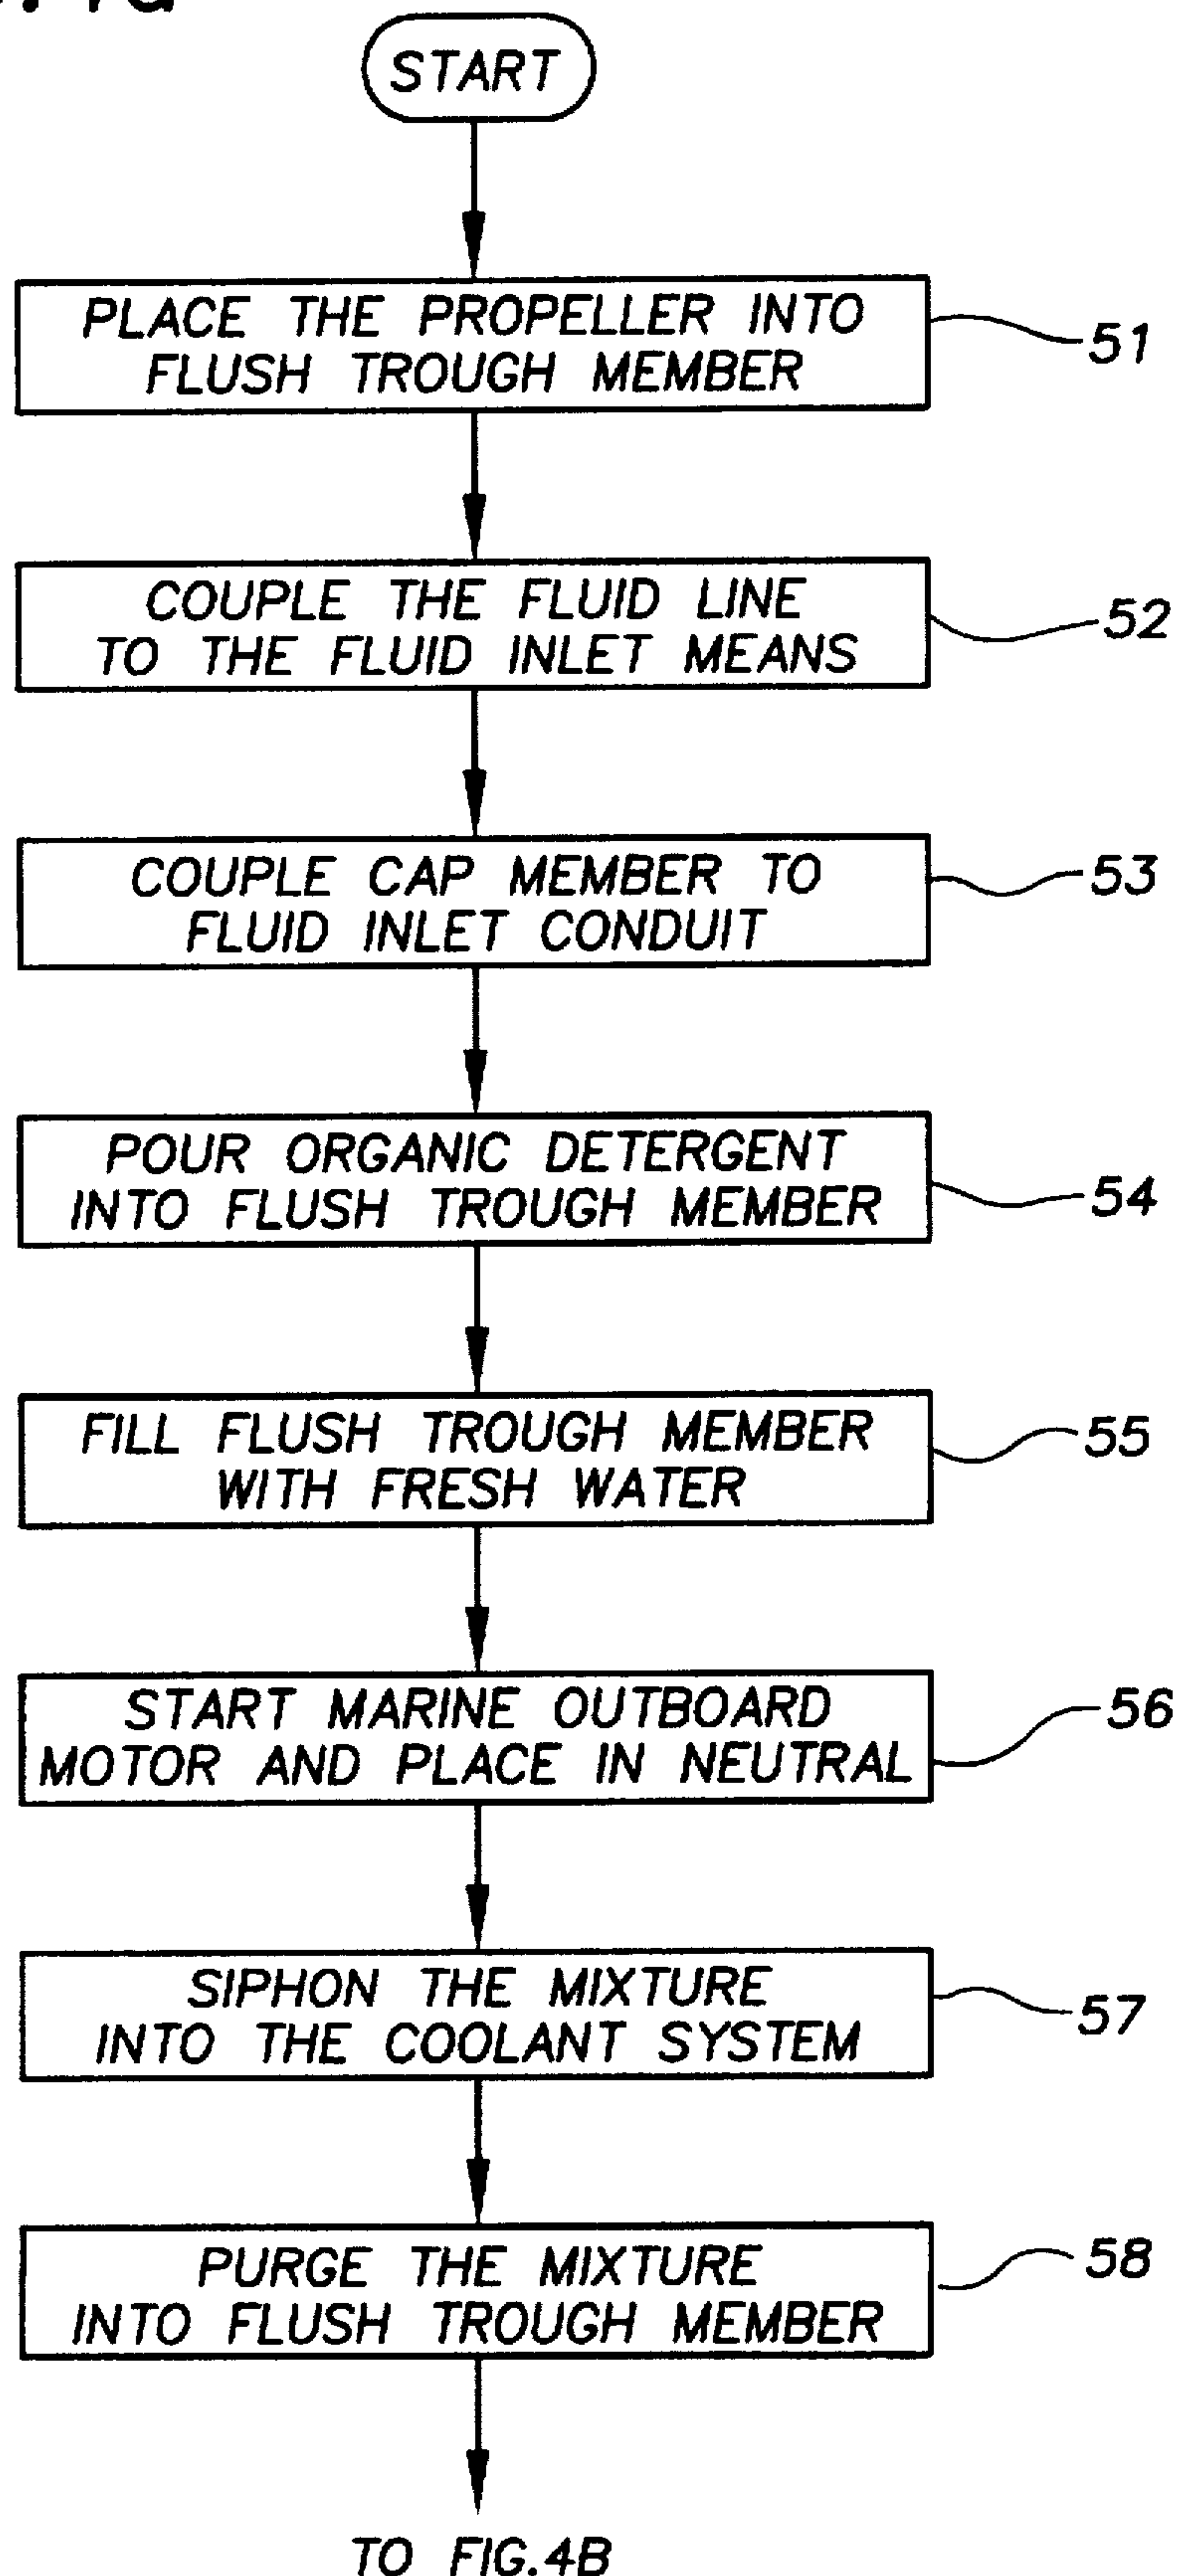 START
PLACE THE PROPELLER INTO
FLUSH TROUGH MEMBER
51
COUPLE THE FLUID LINE
TO THE FLUID INLET MEANS
52
COUPLE CAP MEMBER TO
FLUID INLET CONDUIT
53
POUR ORGANIC DETERGENT
INTO FLUSH TROUGH MEMBER
54
FILL FLUSH TROUGH MEMBER
WITH FRESH WATER
55
START MARINE OUTBOARD
MOTOR AND PLACE IN NEUTRAL
56
SIPHON THE MIXTURE
INTO THE COOLANT SYSTEM
57
PURGE THE MIXTURE
INTO FLUSH TROUGH MEMBER
58
TO FIG.4B